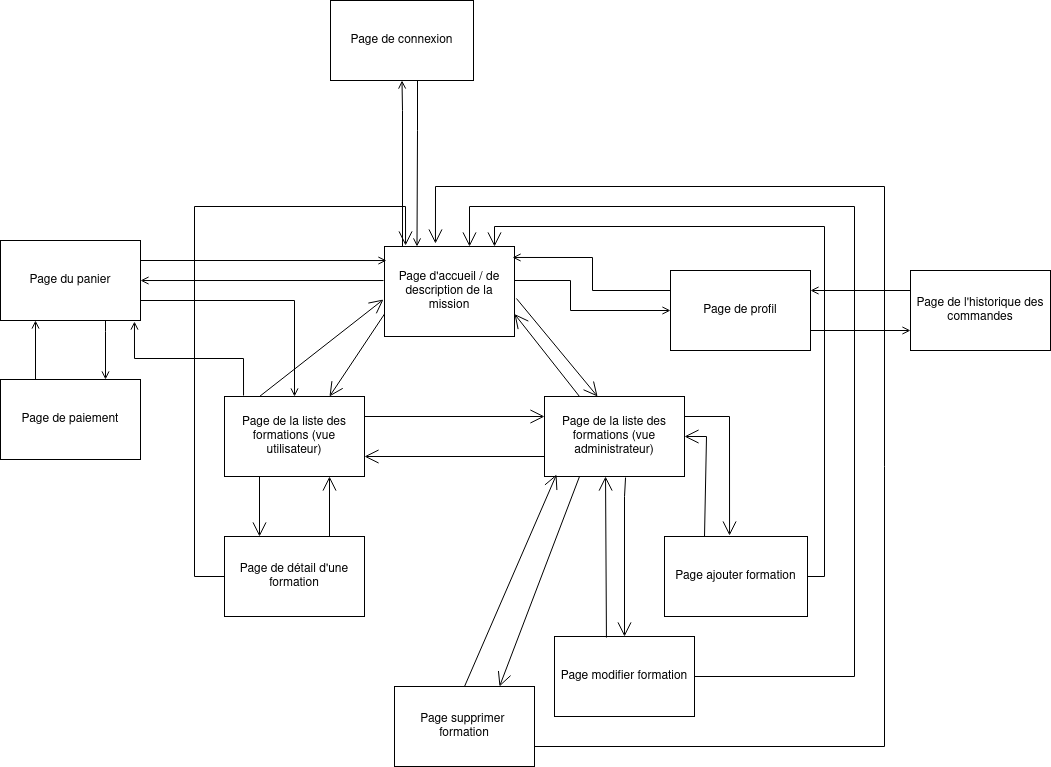 Page de connexion
Page du panier
Page d'accueil / de
description de la
mission
Page de profil
Page de l'historique des
commandes
Page de paiement
Page de la liste des
formations (vue
utilisateur)
Page de la liste des
formations (vue
administrateur)
Page de détail d'une
formation
Page ajouter formation
Page modifier formation
Page supprimer
formation